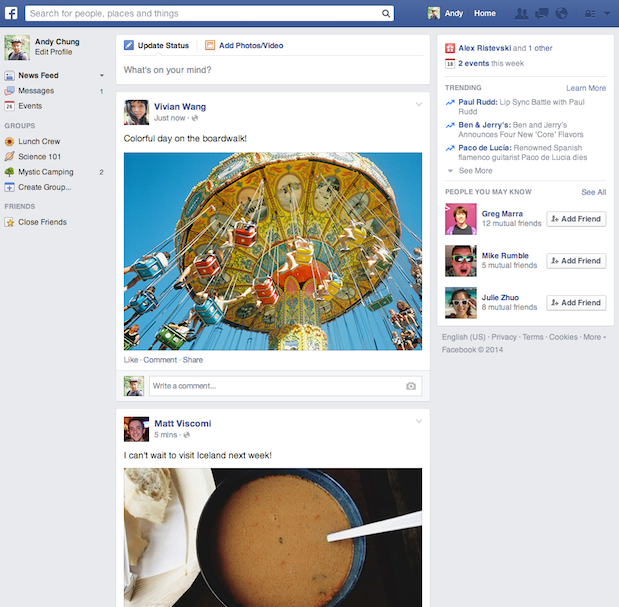 Search for people, places and things
Andy
Home
Andy Chung
Edit Profile
News Feed
Messages
1
26
Events
GROUPS
Lunch Crew
Science 101
Mystic Camping
2
Create Group...
FRIENDS
Close Friends
Update Status
Add Photos/Video
What's on your mind?
Vivian Wang
Just now ·
Colorful day on the boardwalk!
Like · Comment · Share
Write a comment...
Matt Viscomi
5 mins ·
I can't wait to visit Iceland next week!
Alex Ristevski and 1 other
2 events this week
TRENDING
Learn More
Paul Rudd: Lip Sync Battle with Paul
Rudd
Ben & Jerry's: Ben and Jerry's
Announces Four New 'Core' Flavors
Paco de Lucía: Renowned Spanish
flamenco guitarist Paco de Lucia dies
See More
PEOPLE YOU MAY KNOW
See All
Greg Marra
12 mutual friends
Add Friend
Mike Rumble
5 mutual friends
Add Friend
Julie Zhuo
8 mutual friends
Add Friend
English (US) · Privacy · Terms · Cookies · More
Facebook © 2014